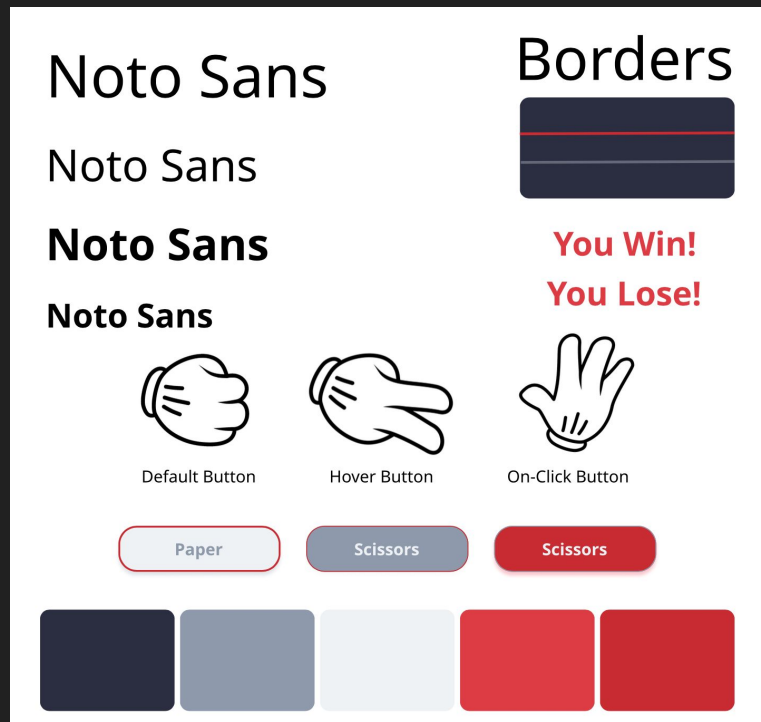 Noto Sans
Borders
Noto Sans
Noto Sans
You Win!
You Lose!
Noto Sans
Default Button
Hover Button
On-Click Button
Paper
Scissors
Scissors